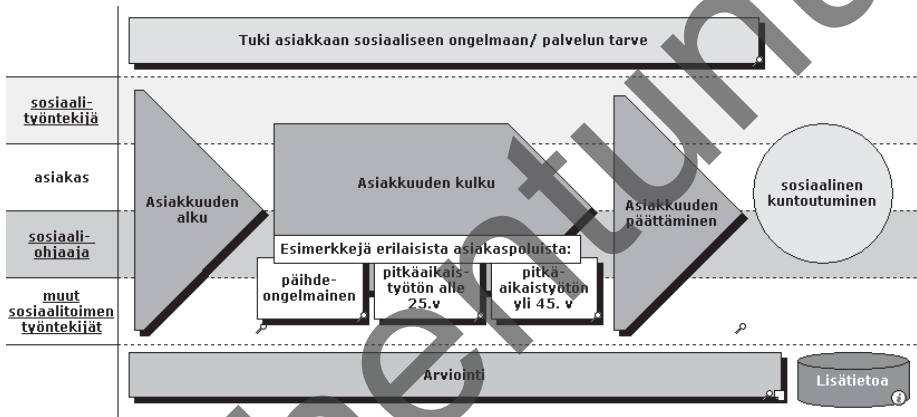 Tuki asiakkaan sosiaaliseen ongelmaan/ palvelun tarve
sosiaali-
työntekijä
asiakas
sosiaali-
ohjaaja
muut
sosiaalitoimen
työntekijät
Asiakkuuden
alku
Asiakkuuden kulku
Esimerkkejä erilaisista asiakaspoluista:
päihde-
ongelmainen
pitkäaikais-
työtön alle
25.v
pitkä-
aikaistyötön
yli 45. v
Asiakkuuden
päättäminen
sosiaalinen
kuntoutuminen
Arviointi
Lisätietoa
i